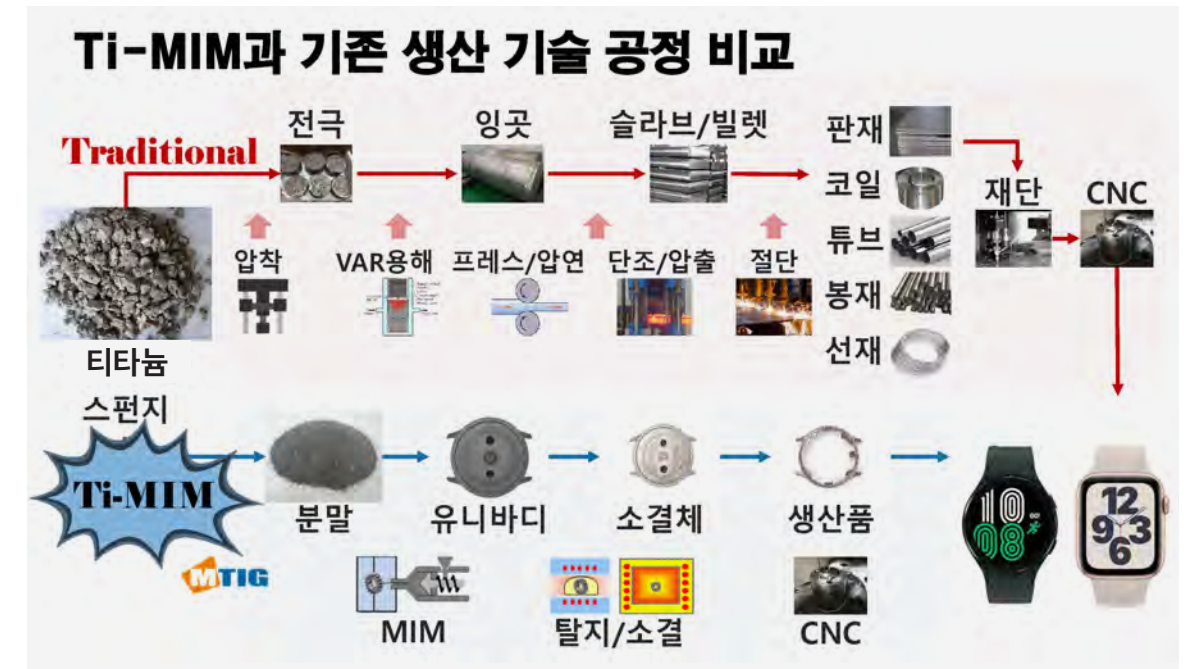 Ti-MIM과 기존 생산 기술 공정 비교
Traditional
전극
잉곳
슬라브/빌렛
판재
코일
튜브
봉재
선재
재단
CNC
압착
VAR용해
프레스/압연
단조/압출
절단
티타늄
스펀지
Ti-MIM
MTIG
분말
유니바디
소결체
생산품
MIM
탈지/소결
CNC
10
08
12
9 3
6